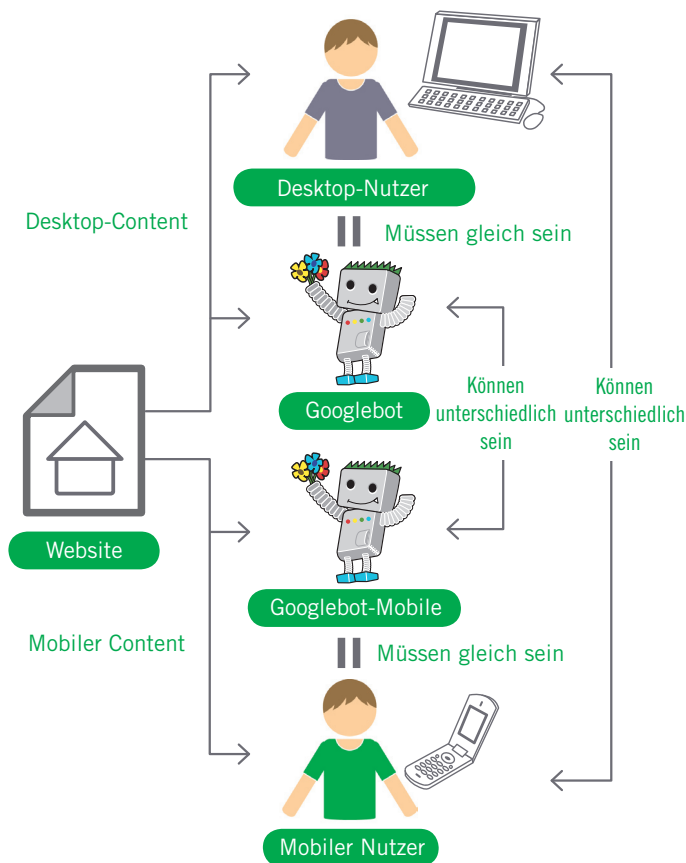 Desktop-Nutzer
Desktop-Content
Müssen gleich sein
Googlebot
Können
unterschiedlich
sein
Können
unterschiedlich
sein
Website
Googlebot-Mobile
Mobiler Content
Müssen gleich sein
Mobiler Nutzer